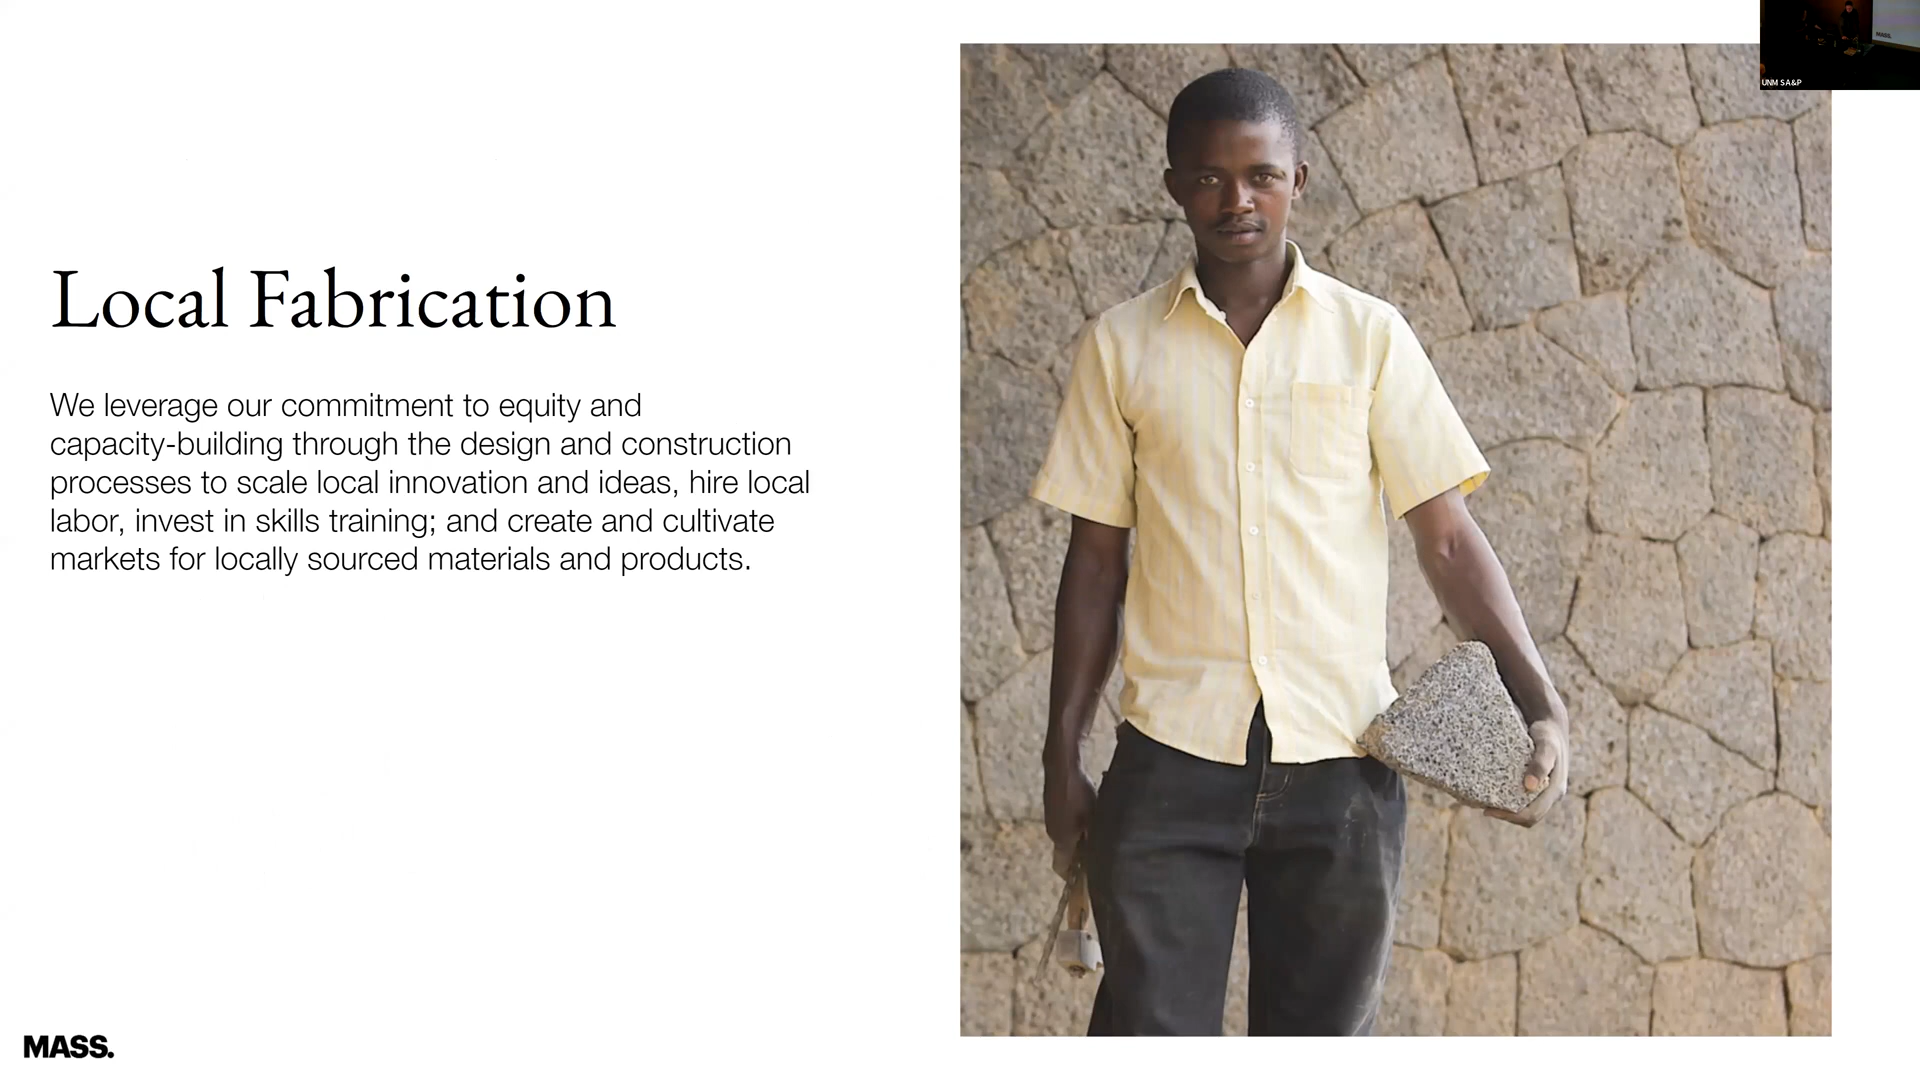 Local Fabrication
We leverage our commitment to equity and
capacity-building through the design and construction
processes to scale local innovation and ideas, hire local
labor, invest in skills training; and create and cultivate
markets for locally sourced materials and products.
MASS.
MASS.
UNM SA&P